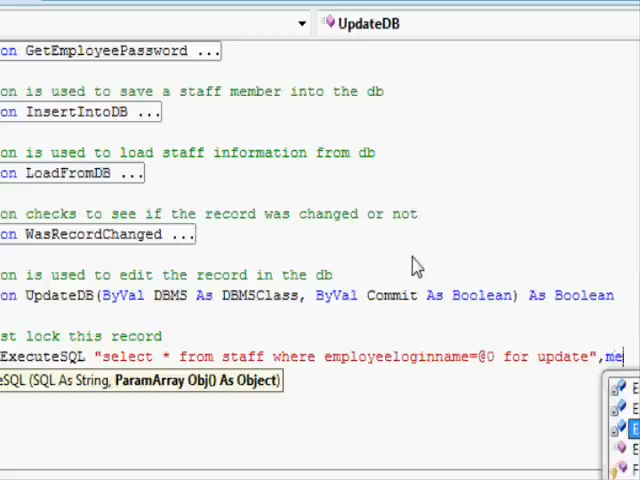 UpdateDB
on GetEmployeePassword ...
on is used to save a staff member into the db
on InsertIntoDB ...
on is used to load staff information from db
on LoadFromDB ...
on checks to see if the record was changed or not
on WasRecordChanged ...
on is used to edit the record in the db
on UpdateDB(ByVal DBMS As DBMSClass, ByVal Commit As Boolean) As Boolean
st lock this record
ExecuteSQL "select * from staff where employeeloginname=@0 for update",me
eSQL (SQL As String, ParamArray Obj() As Object)
E
E
E
E
F